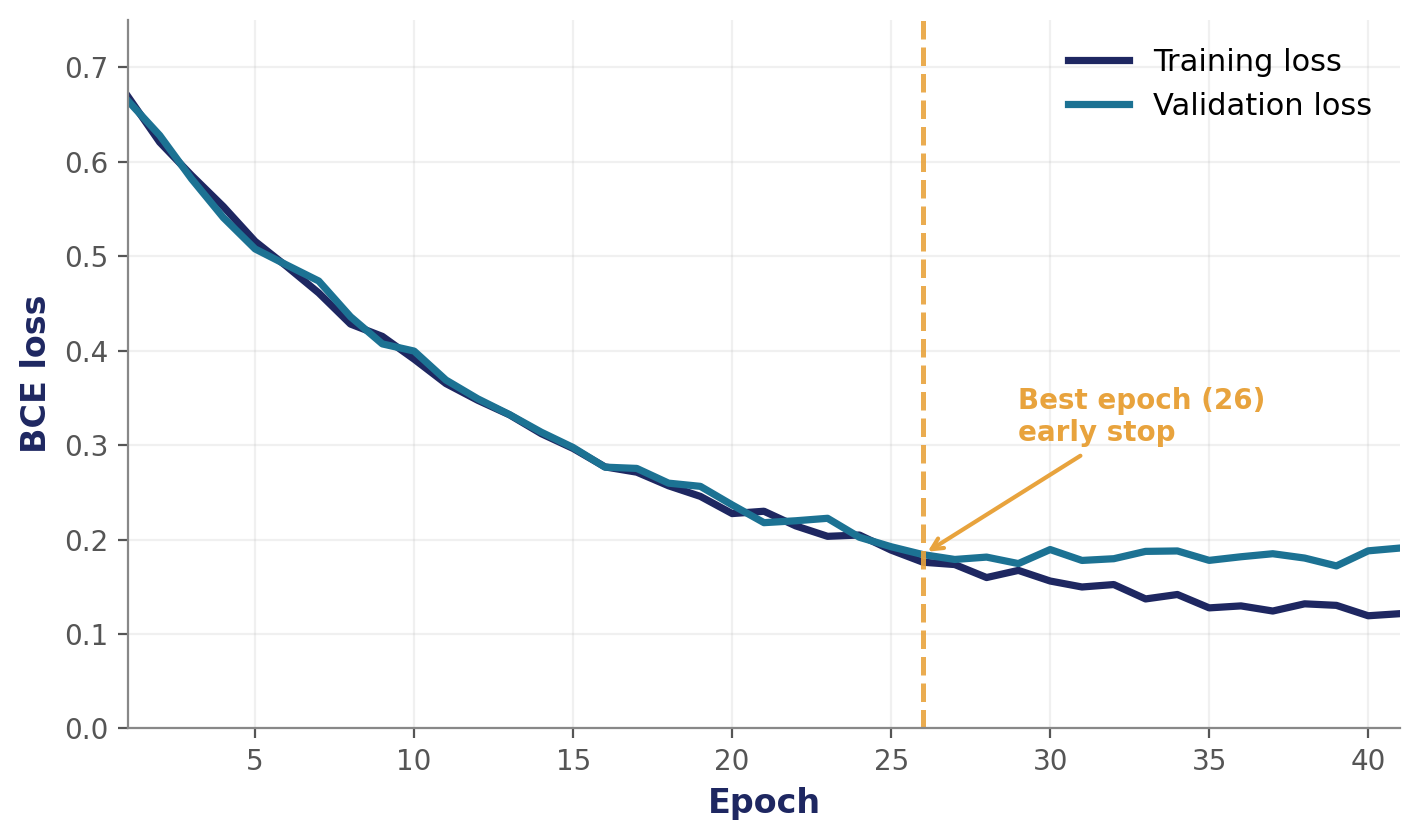 Training loss
Validation loss
0.7
0.6
0.5
0.4
0.3
0.2
0.1
0.0
BCE loss
Best epoch (26)
early stop
5 10 15 20 25 30 35 40
Epoch